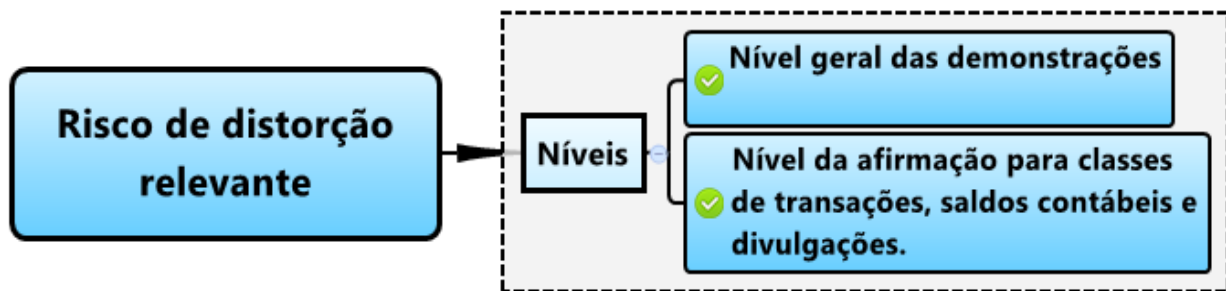 Risco de distorção
relevante
Níveis
Nível geral das demonstrações
Nível da afirmação para classes
de transações, saldos contábeis e
divulgações.